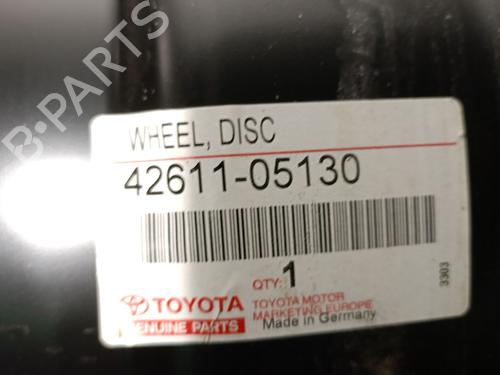 B-PARTS
WHEEL, DISC
42611-05130
QTY: 1
3303
TOYOTA
GENUINE PARTS
TOYOTA MOTOR
MARKETING EUROPE
Made in Germany